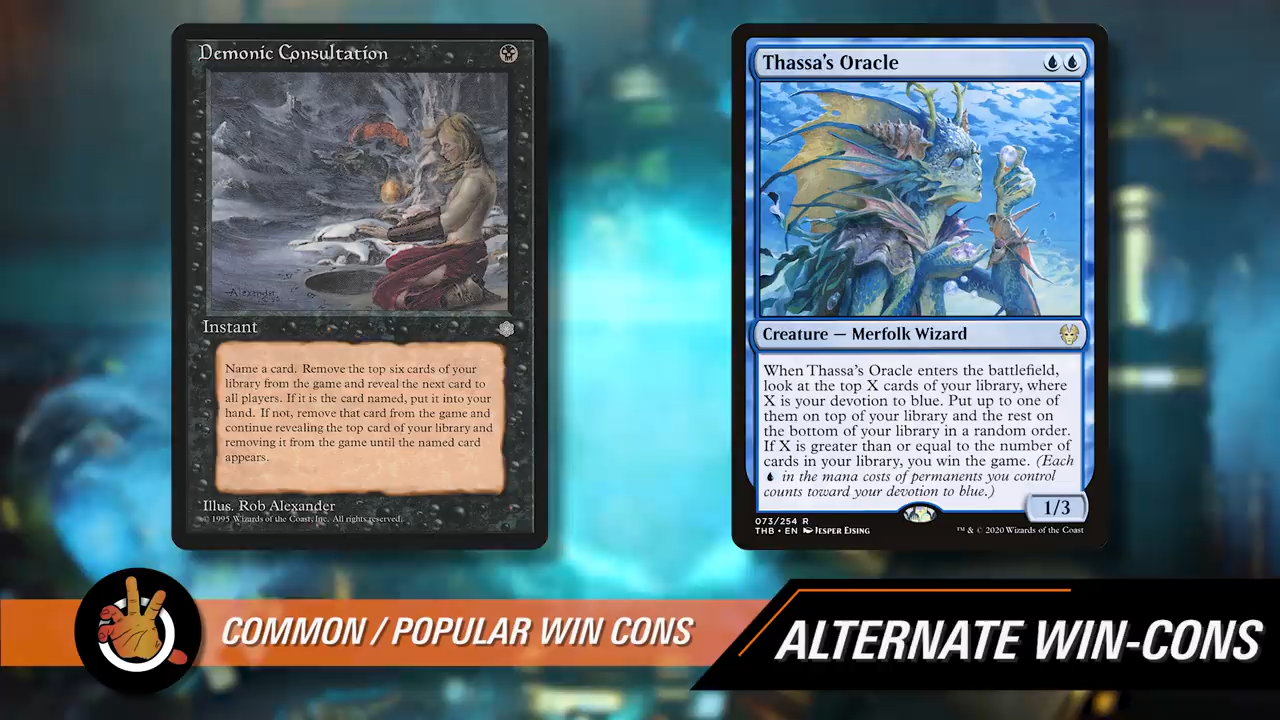 Demonic Consultation
Instant
Name a card. Remove the top six cards of your
library from the game and reveal the next card to
all players. If it is the card named, put it into your
hand. If not, remove that card from the game and
continue revealing the top card of your library and
removing it from the game until the named card
appears.
Illus. Rob Alexander
© 1995 Wizards of the Coast, Inc. All rights reserved.
Thassa's Oracle
Creature — Merfolk Wizard
When Thassa's Oracle enters the battlefield,
look at the top X cards of your library, where
X is your devotion to blue. Put up to one of
them on top of your library and the rest on
the bottom of your library in a random order.
If X is greater than or equal to the number of
cards in your library, you win the game. (Each
in the mana costs of permanents you control
counts toward your devotion to blue.)
1/3
073/254 R
THB • EN JESPER EISING
™ & © 2020 Wizards of the Coast
COMMON / POPULAR WIN CONS
ALTERNATE WIN-CONS